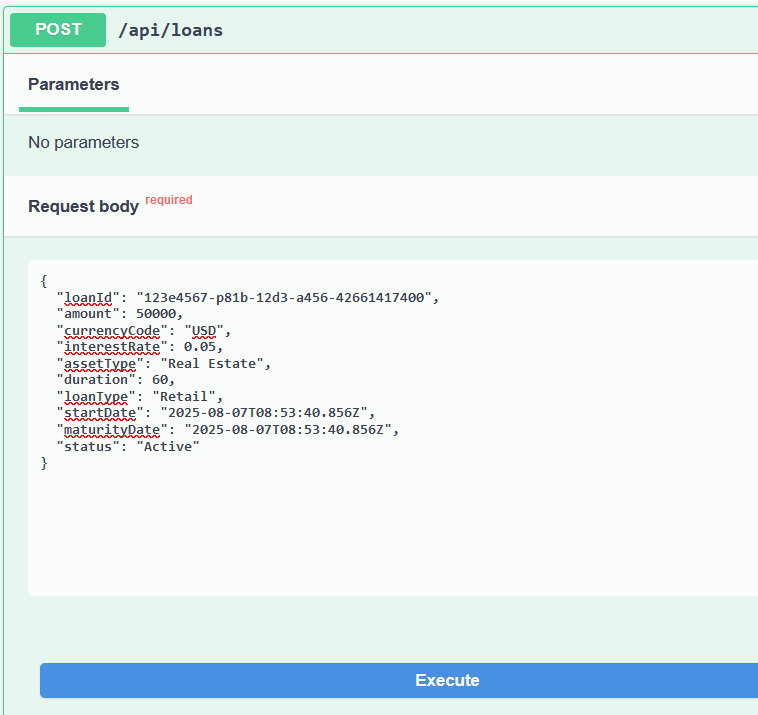 POST /api/loans
Parameters
No parameters
Request body required
{
"loanId": "123e4567-p81b-12d3-a456-42661417400",
"amount": 50000,
"currencyCode": "USD",
"interestRate": 0.05,
"assetType": "Real Estate",
"duration": 60,
"loanType": "Retail",
"startDate": "2025-08-07T08:53:40.856Z",
"maturityDate": "2025-08-07T08:53:40.856Z",
"status": "Active"
}
Execute